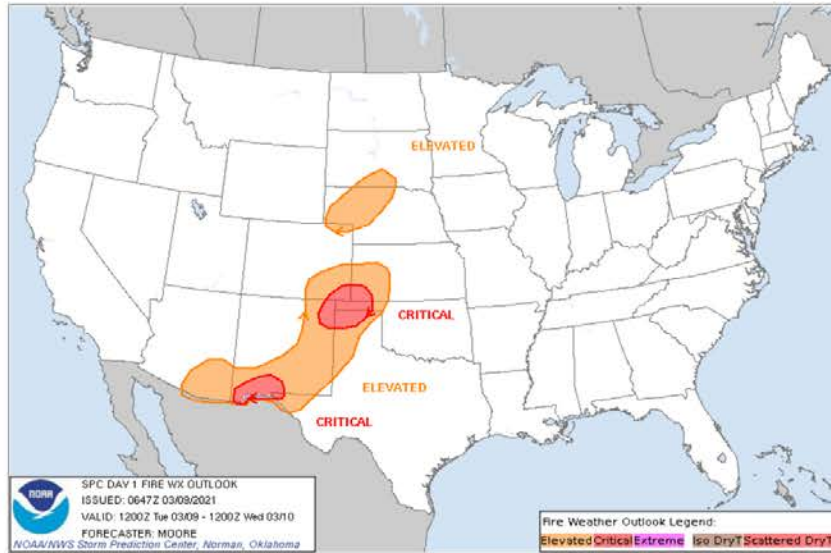 ELEVATED
CRITICAL
ELEVATED
CRITICAL
NOAA
SPC DAY 1 FIRE WX OUTLOOK
ISSUED: 0647Z 03/09/2021
VALID: 1200Z Tue 03/09 - 1200Z Wed 03/10
FORECASTER: MOORE
NOAA/NWS Storm Prediction Center, Norman, Oklahoma
Fire Weather Outlook Legend:
Elevated Critical Extreme Iso DryT Scattered DryT